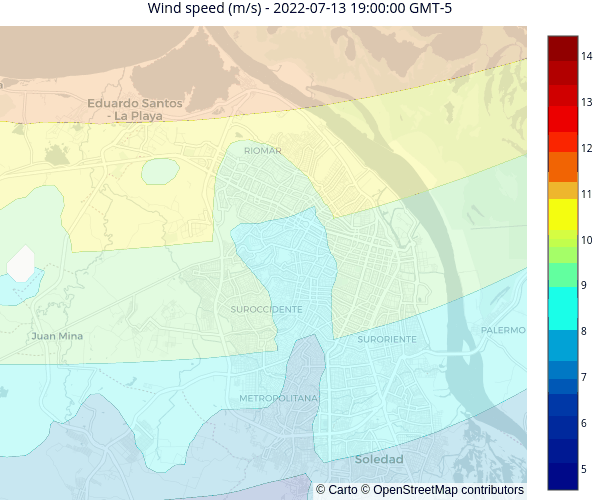 Wind speed (m/s) - 2022-07-13 19:00:00 GMT-5
Eduardo Santos
- La Playa
RIOMAR
SUROCCIDENTE
Juan Mina
SURORIENTE
PALERMO
METROPOLITANA
Soledad
© Carto © OpenStreetMap contributors
14
13
12
11
10
9
8
7
6
5